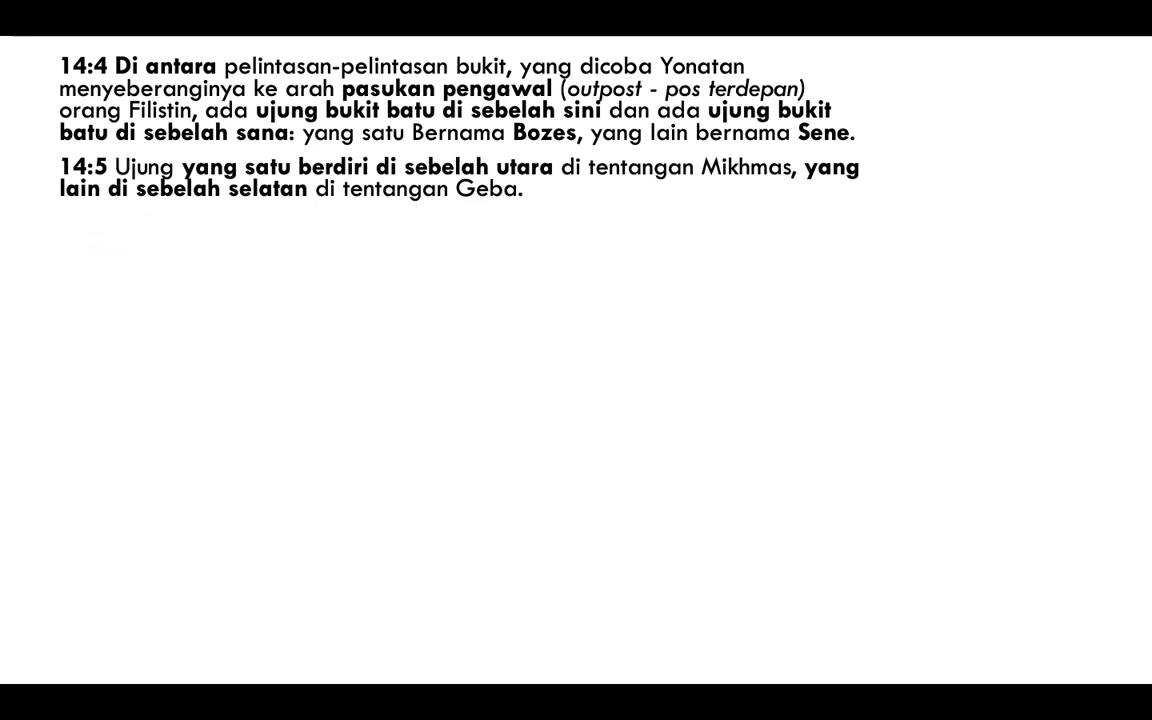 14:4 Di antara pelintasan-pelintasan bukit, yang dicoba Yonatan
menyeberanginya ke arah pasukan pengawal (outpost - pos terdepan)
orang Filistin, ada ujung bukit batu di sebelah sini dan ada ujung bukit
batu di sebelah sana: yang satu Bernama Bozes, yang lain bernama Sene.
14:5 Ujung yang satu berdiri di sebelah utara di tentangan Mikhmas, yang
lain di sebelah selatan di tentangan Geba.